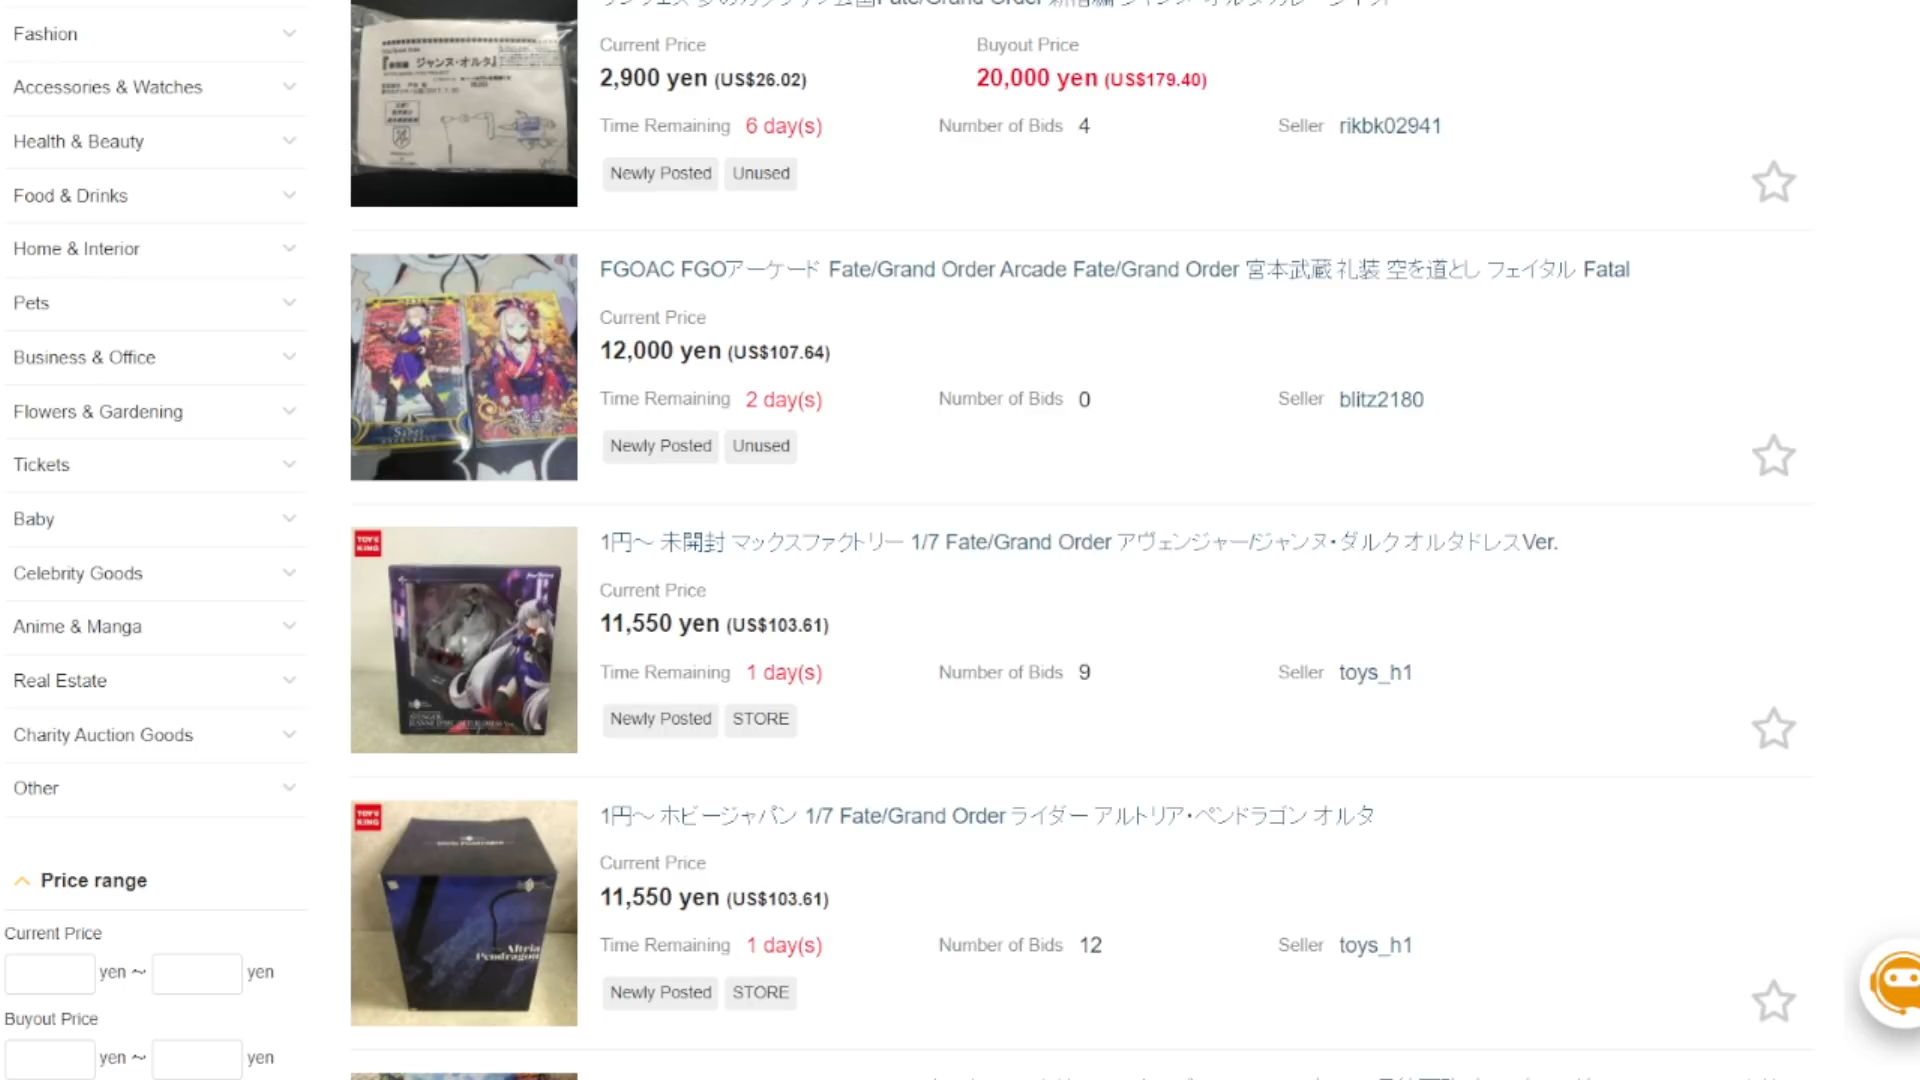 Fashion
Accessories & Watches
Health & Beauty
Food & Drinks
Home & Interior
Pets
Business & Office
Flowers & Gardening
Tickets
Baby
Celebrity Goods
Anime & Manga
Real Estate
Charity Auction Goods
Other
Price range
Current Price
yen ～ yen
Buyout Price
yen ～ yen
Current Price Buyout Price
2,900 yen (US$26.02) 20,000 yen (US$179.40)
Time Remaining 6 day(s) Number of Bids 4 Seller rikbk02941
Newly Posted Unused
FGOAC FGOアーケード Fate/Grand Order Arcade Fate/Grand Order 宮本武蔵 礼装 空を道とし フェイタル Fatal
Current Price
12,000 yen (US$107.64)
Time Remaining 2 day(s) Number of Bids 0 Seller blitz2180
Newly Posted Unused
Saber
TOYS
KING
1円～ 未開封 マックスファクトリー 1/7 Fate/Grand Order アヴェンジャー/ジャンヌ・ダルク オルタドレスVer.
Current Price
11,550 yen (US$103.61)
Time Remaining 1 day(s) Number of Bids 9 Seller toys_h1
Newly Posted STORE
TOYS
KING
1円～ ホビージャパン 1/7 Fate/Grand Order ライダー アルトリア・ペンドラゴン オルタ
Current Price
11,550 yen (US$103.61)
Time Remaining 1 day(s) Number of Bids 12 Seller toys_h1
Newly Posted STORE
Altria
Pendragon